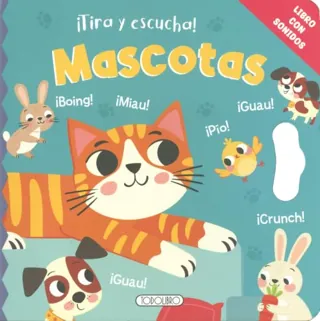 ¡Tira y escucha!
LIBRO CON
SONIDOS
Mascotas
¡Boing!
¡Miau!
¡Guau!
¡Pío!
¡Crunch!
¡Guau!
TODOLIBRO